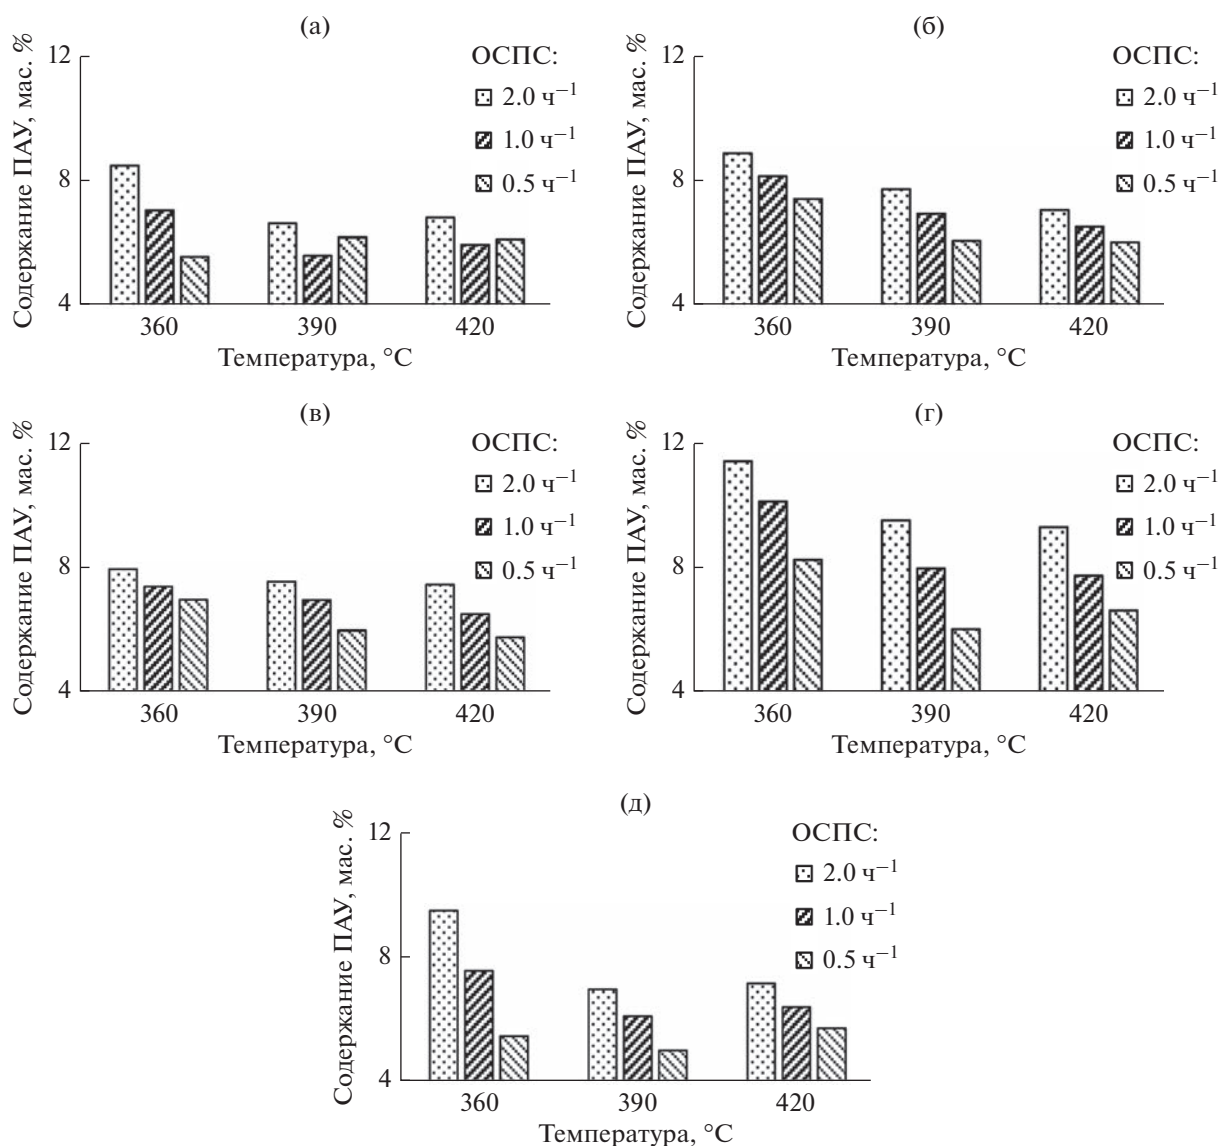 (а)
Содержание ПАУ, мас. %
12
8
4
ОСПС:
2.0 ч⁻¹
1.0 ч⁻¹
0.5 ч⁻¹
360 390 420
Температура, °С
(б)
Содержание ПАУ, мас. %
12
8
4
ОСПС:
2.0 ч⁻¹
1.0 ч⁻¹
0.5 ч⁻¹
360 390 420
Температура, °С
(в)
Содержание ПАУ, мас. %
12
8
4
ОСПС:
2.0 ч⁻¹
1.0 ч⁻¹
0.5 ч⁻¹
360 390 420
Температура, °С
(г)
Содержание ПАУ, мас. %
12
8
4
ОСПС:
2.0 ч⁻¹
1.0 ч⁻¹
0.5 ч⁻¹
360 390 420
Температура, °С
(д)
Содержание ПАУ, мас. %
12
8
4
ОСПС:
2.0 ч⁻¹
1.0 ч⁻¹
0.5 ч⁻¹
360 390 420
Температура, °С